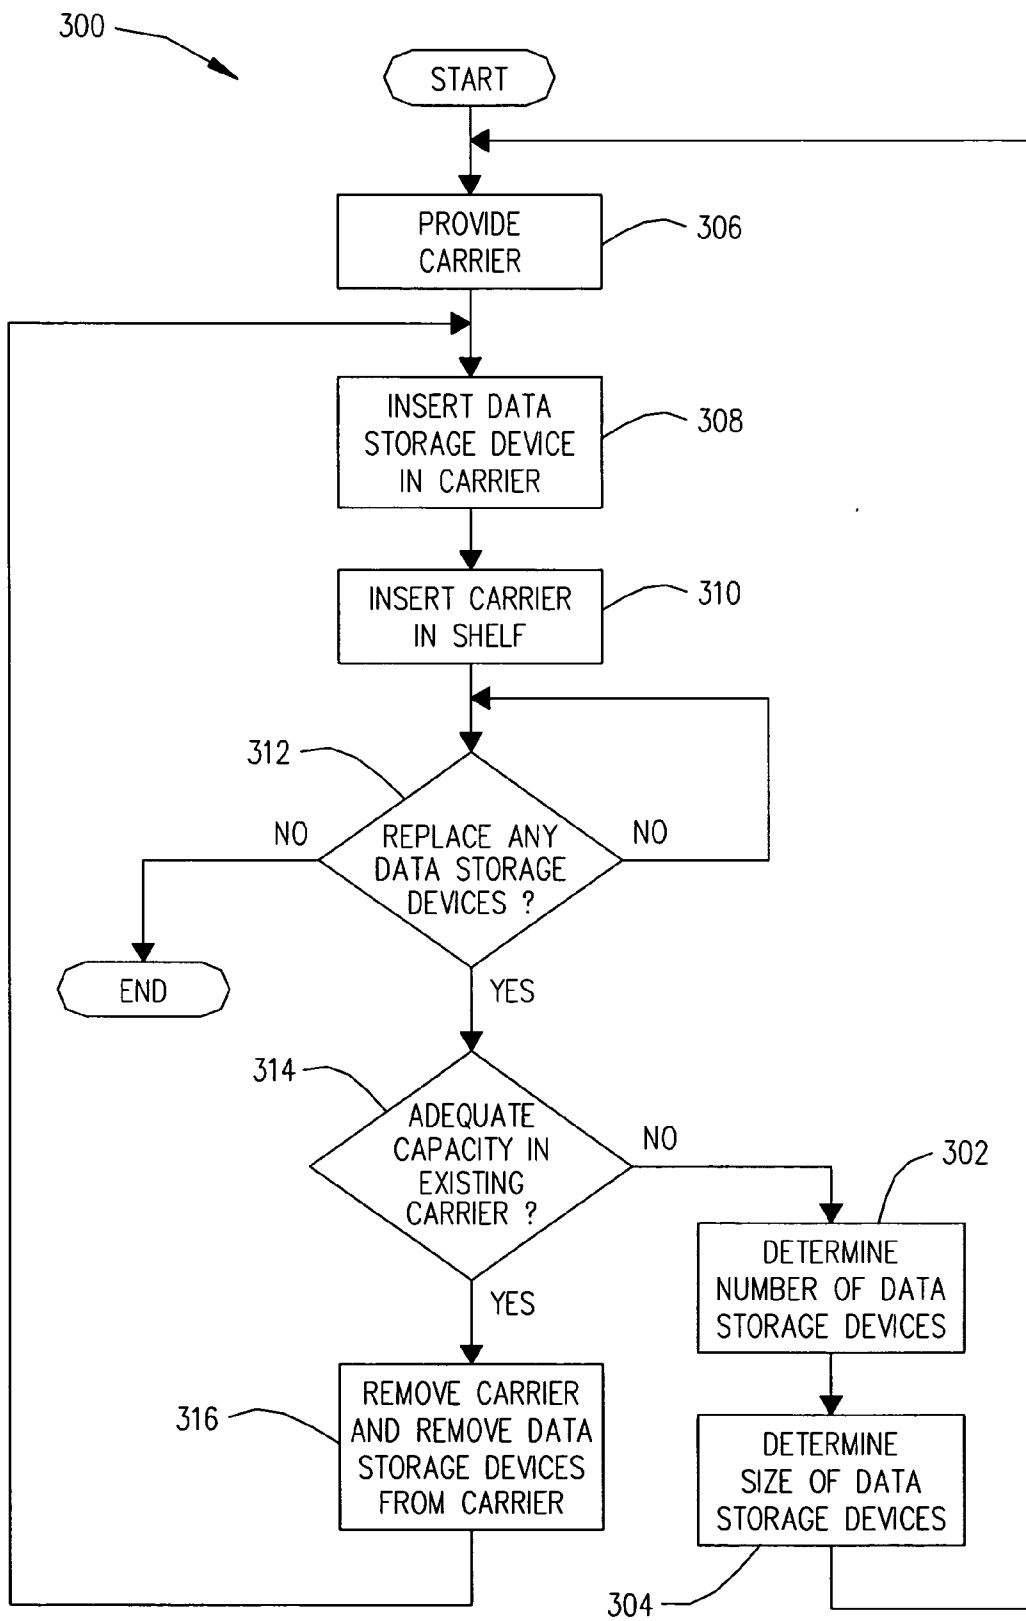 300
START
PROVIDE
CARRIER
306
INSERT DATA
STORAGE DEVICE
IN CARRIER
308
INSERT CARRIER
IN SHELF
310
312
NO
REPLACE ANY
DATA STORAGE
DEVICES ?
NO
END
YES
314
ADEQUATE
CAPACITY IN
EXISTING
CARRIER ?
NO
302
DETERMINE
NUMBER OF DATA
STORAGE DEVICES
YES
316
REMOVE CARRIER
AND REMOVE DATA
STORAGE DEVICES
FROM CARRIER
DETERMINE
SIZE OF DATA
STORAGE DEVICES
304